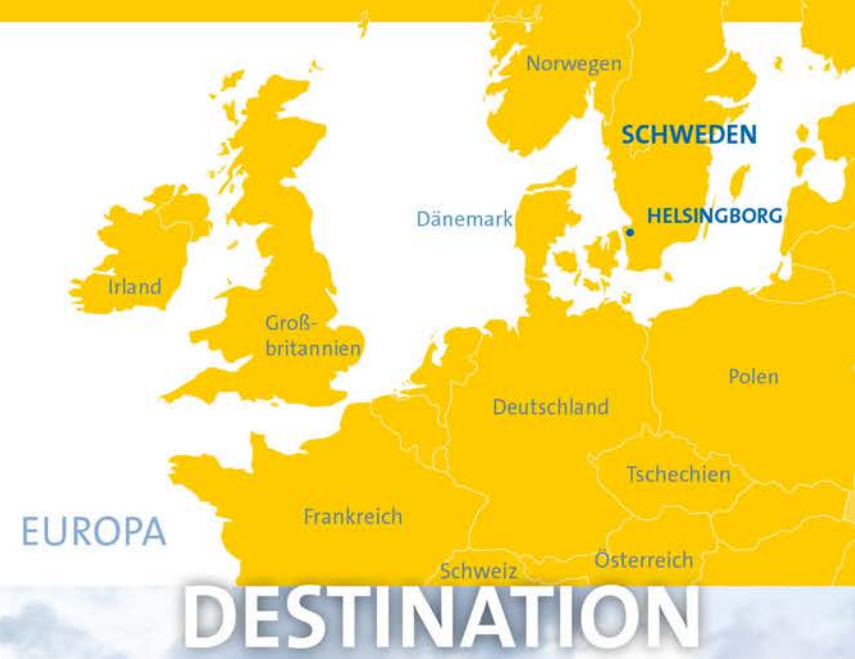 Norwegen
SCHWEDEN
HELSINGBORG
Dänemark
Irland
Groß-
britannien
Polen
Deutschland
Tschechien
Frankreich
EUROPA
Österreich
Schweiz
DESTINATION